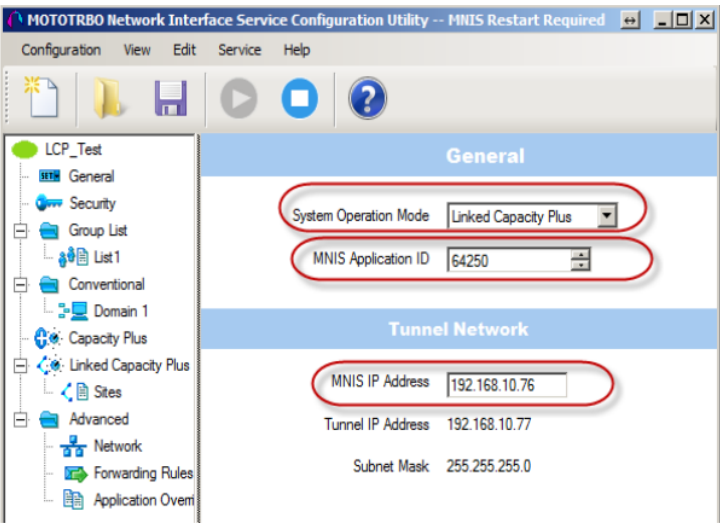 MOTOTRBO Network Interface Service Configuration Utility -- MNIS Restart Required
Configuration View Edit Service Help
LCP_Test
SET
General
Security
Group List
List1
Conventional
Domain 1
Capacity Plus
Linked Capacity Plus
Sites
Advanced
Network
Forwarding Rules
Application Overri
General
System Operation Mode Linked Capacity Plus
MNIS Application ID 64250
Tunnel Network
MNIS IP Address 192.168.10.76
Tunnel IP Address 192.168.10.77
Subnet Mask 255.255.255.0